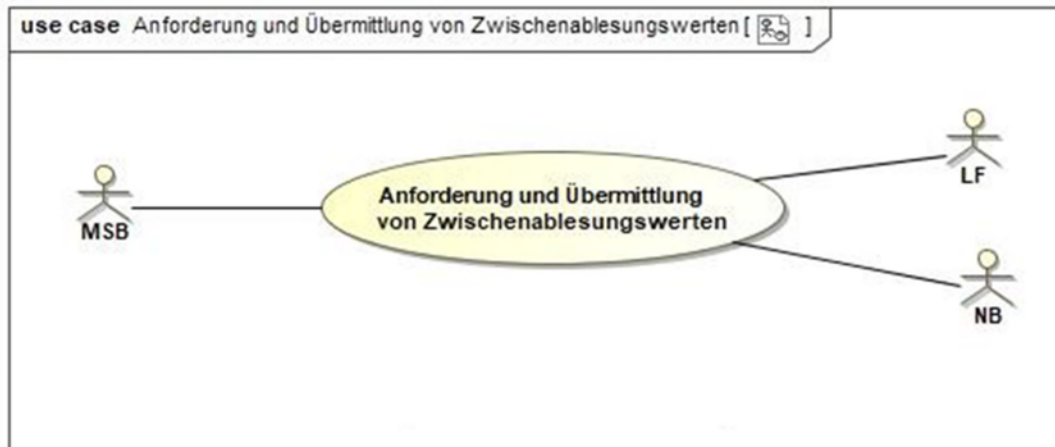 use case Anforderung und Übermittlung von Zwischenablesungswerten [ ]
MSB
Anforderung und Übermittlung
von Zwischenablesungswerten
LF
NB